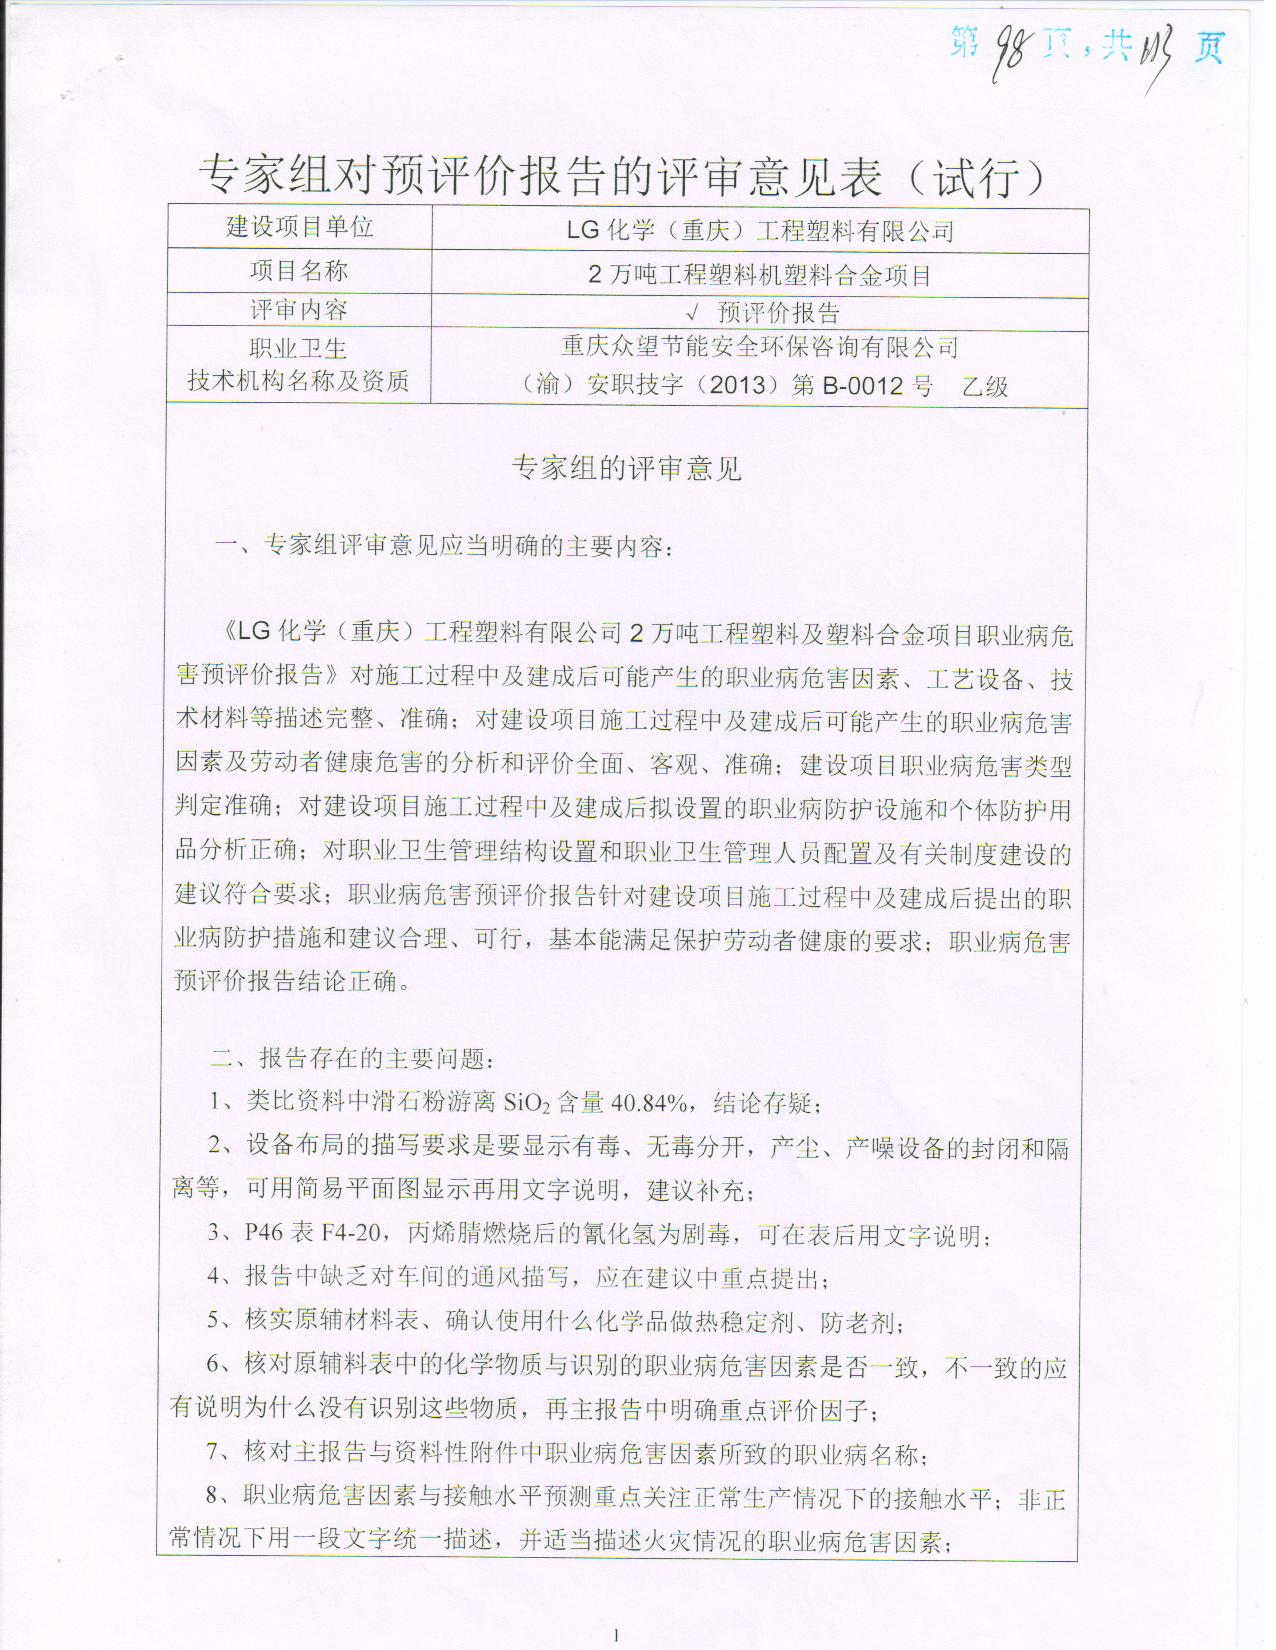 第98页,共113页
专家组对预评价报告的评审意见表（试行）
建设项目单位
LG 化学（重庆）工程塑料有限公司
项目名称
2 万吨工程塑料机塑料合金项目
评审内容
√ 预评价报告
职业卫生
技术机构名称及资质
重庆众望节能安全环保咨询有限公司
（渝）安职技字（2013）第 B-0012 号 乙级
专家组的评审意见
一、专家组评审意见应当明确的主要内容：
《LG 化学（重庆）工程塑料有限公司 2 万吨工程塑料及塑料合金项目职业病危
害预评价报告》对施工过程中及建成后可能产生的职业病危害因素、工艺设备、技
术材料等描述完整、准确；对建设项目施工过程中及建成后可能产生的职业病危害
因素及劳动者健康危害的分析和评价全面、客观、准确；建设项目职业病危害类型
判定准确；对建设项目施工过程中及建成后拟设置的职业病防护设施和个体防护用
品分析正确；对职业卫生管理结构设置和职业卫生管理人员配置及有关制度建设的
建议符合要求；职业病危害预评价报告针对建设项目施工过程中及建成后提出的职
业病防护措施和建议合理、可行，基本能满足保护劳动者健康的要求；职业病危害
预评价报告结论正确。
二、报告存在的主要问题：
1、类比资料中滑石粉游离 SiO₂ 含量 40.84%，结论存疑；
2、设备布局的描写要求是要显示有毒、无毒分开，产尘、产噪设备的封闭和隔
离等，可用简易平面图显示再用文字说明，建议补充；
3、P46 表 F4-20，丙烯腈燃烧后的氰化氢为剧毒，可在表后用文字说明；
4、报告中缺乏对车间的通风描写，应在建议中重点提出；
5、核实原辅材料表、确认使用什么化学品做热稳定剂、防老剂；
6、核对原辅料表中的化学物质与识别的职业病危害因素是否一致，不一致的应
有说明为什么没有识别这些物质，再主报告中明确重点评价因子；
7、核对主报告与资料性附件中职业病危害因素所致的职业病名称；
8、职业病危害因素与接触水平预测重点关注正常生产情况下的接触水平；非正
常情况下用一段文字统一描述，并适当描述火灾情况的职业病危害因素；
1